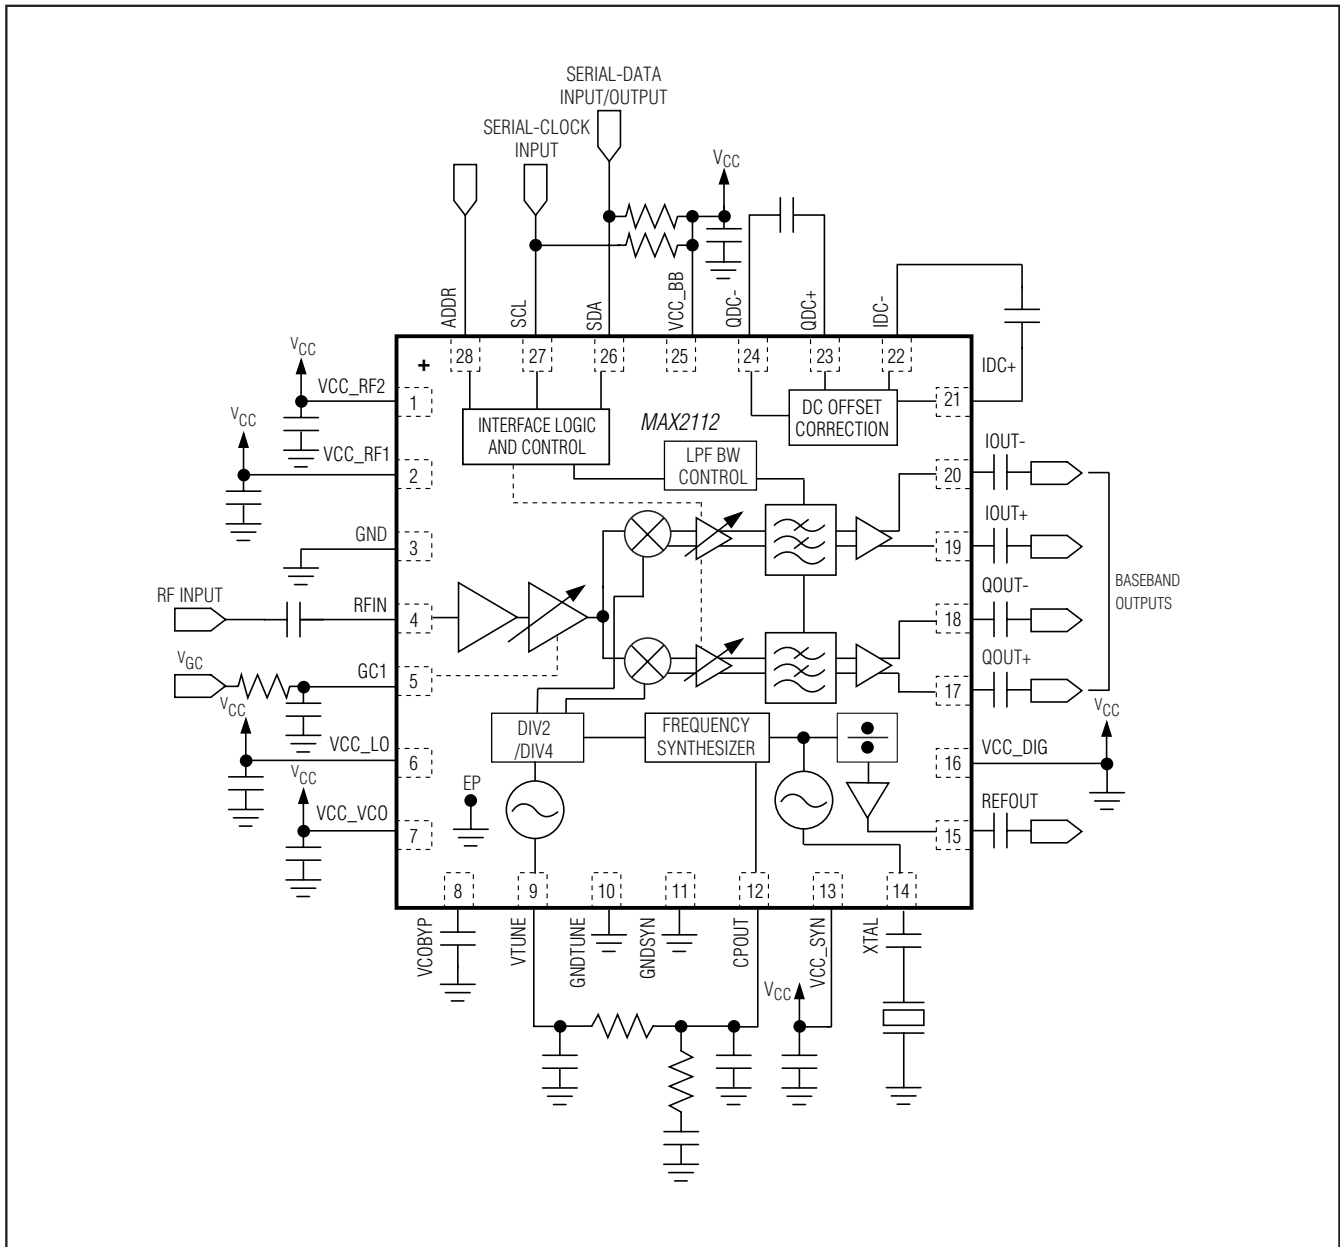 SERIAL-DATA
INPUT/OUTPUT
SERIAL-CLOCK
INPUT
VCC
ADDR
SCL
SDA
VCC_BB
QDC-
QDC+
IDC-
28
27
26
25
24
23
22
+
VCC
VCC_RF2
1
VCC
VCC_RF1
2
GND
3
RF INPUT
RFIN
4
VGC
GC1
5
VCC
VCC_LO
6
VCC
VCC_VCO
7
INTERFACE LOGIC
AND CONTROL
MAX2112
DC OFFSET
CORRECTION
LPF BW
CONTROL
DIV2
/DIV4
FREQUENCY
SYNTHESIZER
EP
IDC+
21
IOUT-
20
IOUT+
19
QOUT-
18
QOUT+
17
BASEBAND
OUTPUTS
VCC
VCC_DIG
16
REFOUT
15
8
9
10
11
12
13
14
VCOBYP
VTUNE
GNDTUNE
GNDSYN
CPOUT
VCC_SYN
XTAL
VCC